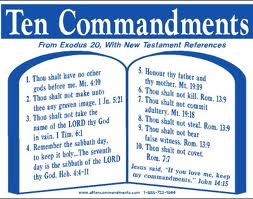 Ten Commandments
From Exodus 20, With New Testament References
1. Thou shalt have no other
gods before me. Mt. 4:10
2. Thou shalt not make unto
thee any graven image. 1 Jn. 5:21
3. Thou shalt not take the
name of the LORD thy God
in vain. I Tim. 6:1
4. Remember the sabbath day,
to keep it holy...The seventh
day is the sabbath of the LORD
thy God. Heb. 4:4-11
5. Honour thy father and
thy mother. Mt. 19:19
6. Thou shalt not kill. Rom. 13:9
7. Thou shalt not commit
adultery. Mt. 19:18
8. Thou shalt not steal. Rom. 13:9
9. Thou shalt not bear
false witness. Rom. 13:9
10. Thou shalt not covet.
Rom. 7:7
Jesus said, "If you love me, keep
my commandments." John 14:15